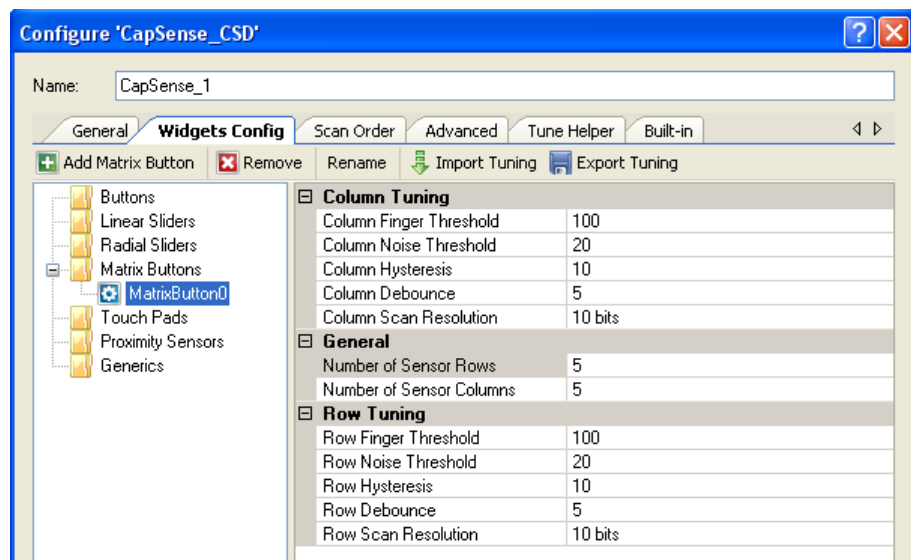 Configure 'CapSense_CSD'
Name: CapSense_1
General Widgets Config Scan Order Advanced Tune Helper Built-in
Add Matrix Button Remove Rename Import Tuning Export Tuning
Buttons
Linear Sliders
Radial Sliders
Matrix Buttons
MatrixButton0
Touch Pads
Proximity Sensors
Generics
Column Tuning
Column Finger Threshold 100
Column Noise Threshold 20
Column Hysteresis 10
Column Debounce 5
Column Scan Resolution 10 bits
General
Number of Sensor Rows 5
Number of Sensor Columns 5
Row Tuning
Row Finger Threshold 100
Row Noise Threshold 20
Row Hysteresis 10
Row Debounce 5
Row Scan Resolution 10 bits